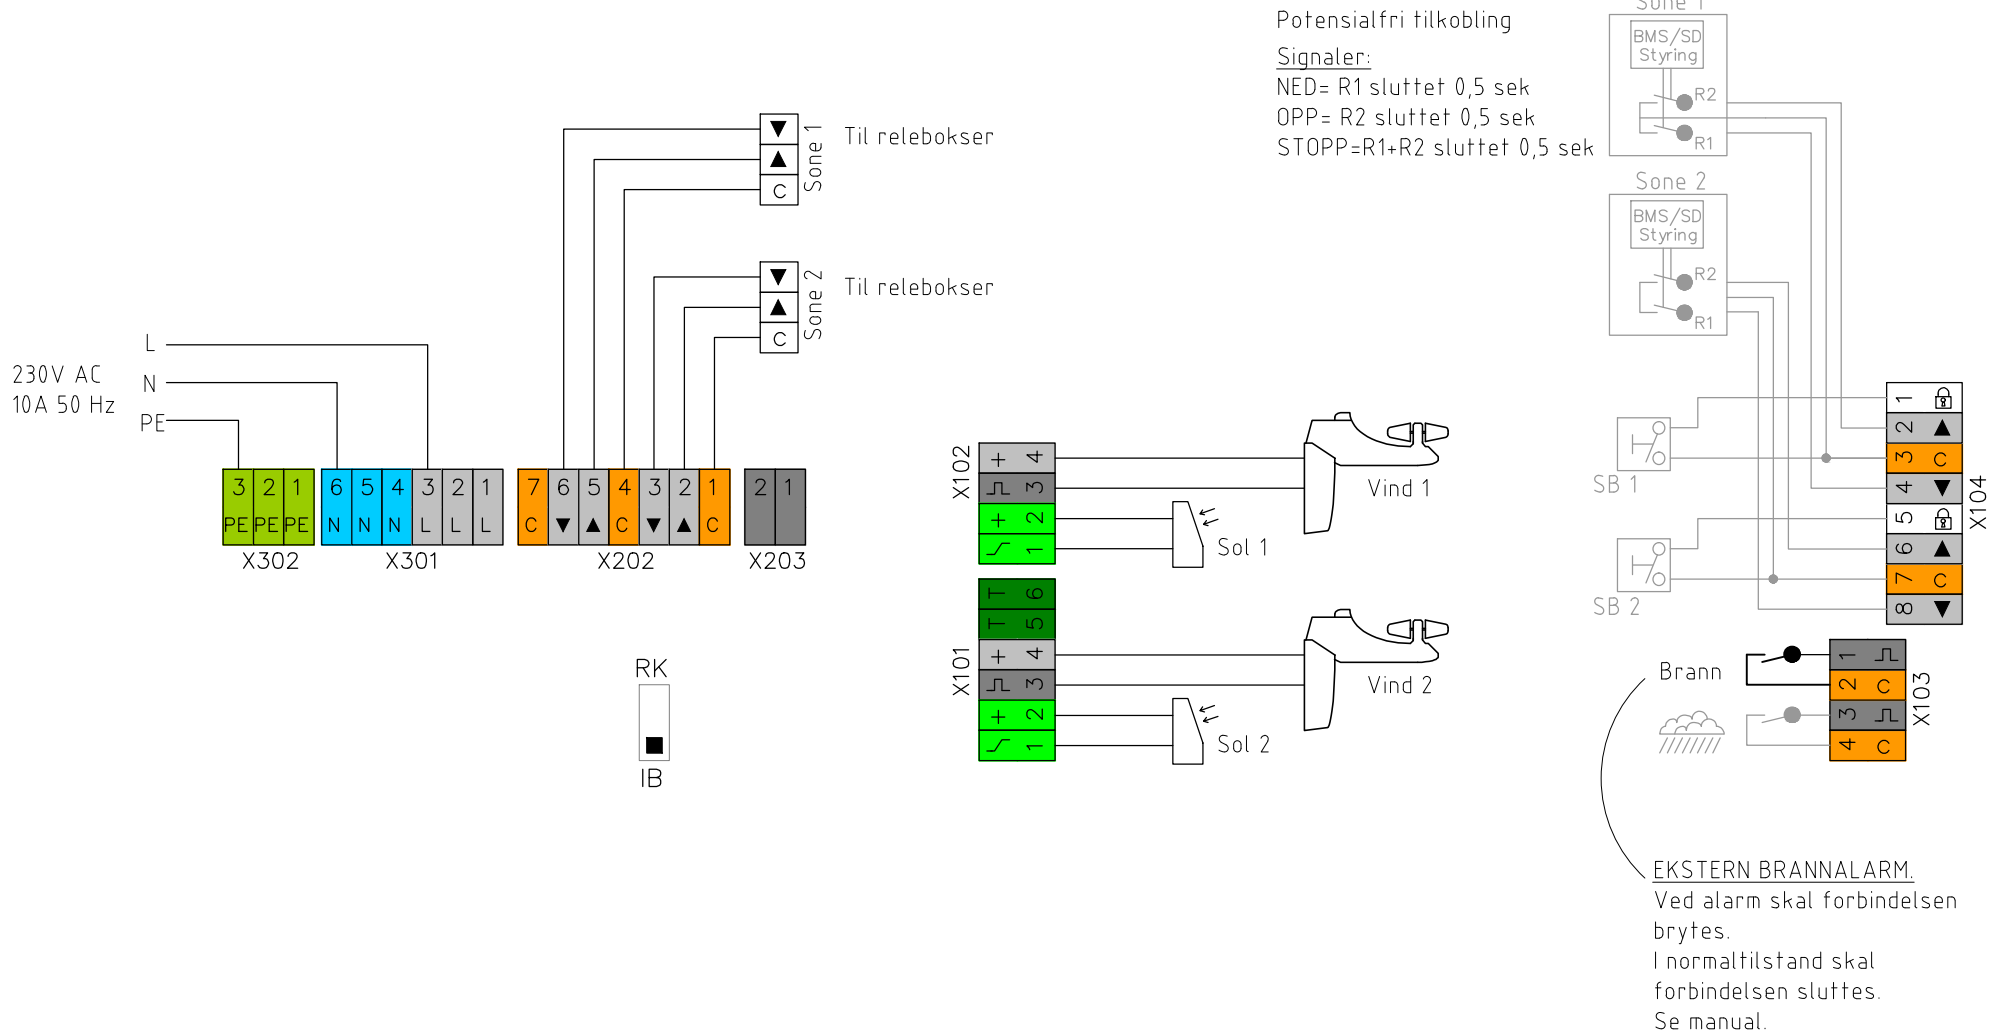 Potensialfri tilkobling
Signaler:
NED= R1 sluttet 0,5 sek
OPP= R2 sluttet 0,5 sek
STOPP=R1+R2 sluttet 0,5 sek
Sone 1
BMS/SD
Styring
R2
R1
Sone 2
BMS/SD
Styring
R2
R1
C
Sone 1
Til relebokser
C
Sone 2
Til relebokser
230V AC
10A 50 Hz
L
N
PE
3 2 1
PE PE PE
X302
6 5 4 3 2 1
N N N L L L
X301
7 6 5 4 3 2 1
C C C
X202
2 1
X203
RK
IB
X102
+ 4
3
+ 2
1
Vind 1
Sol 1
X101
T 6
T 5
+ 4
3
+ 2
1
Vind 2
Sol 2
SB 1
SB 2
1
2
3 C
4
5
6
7 C
8
X104
Brann
1
2 C
3
4 C
X103
EKSTERN BRANNALARM.
Ved alarm skal forbindelsen
brytes.
I normaltilstand skal
forbindelsen sluttes.
Se manual.